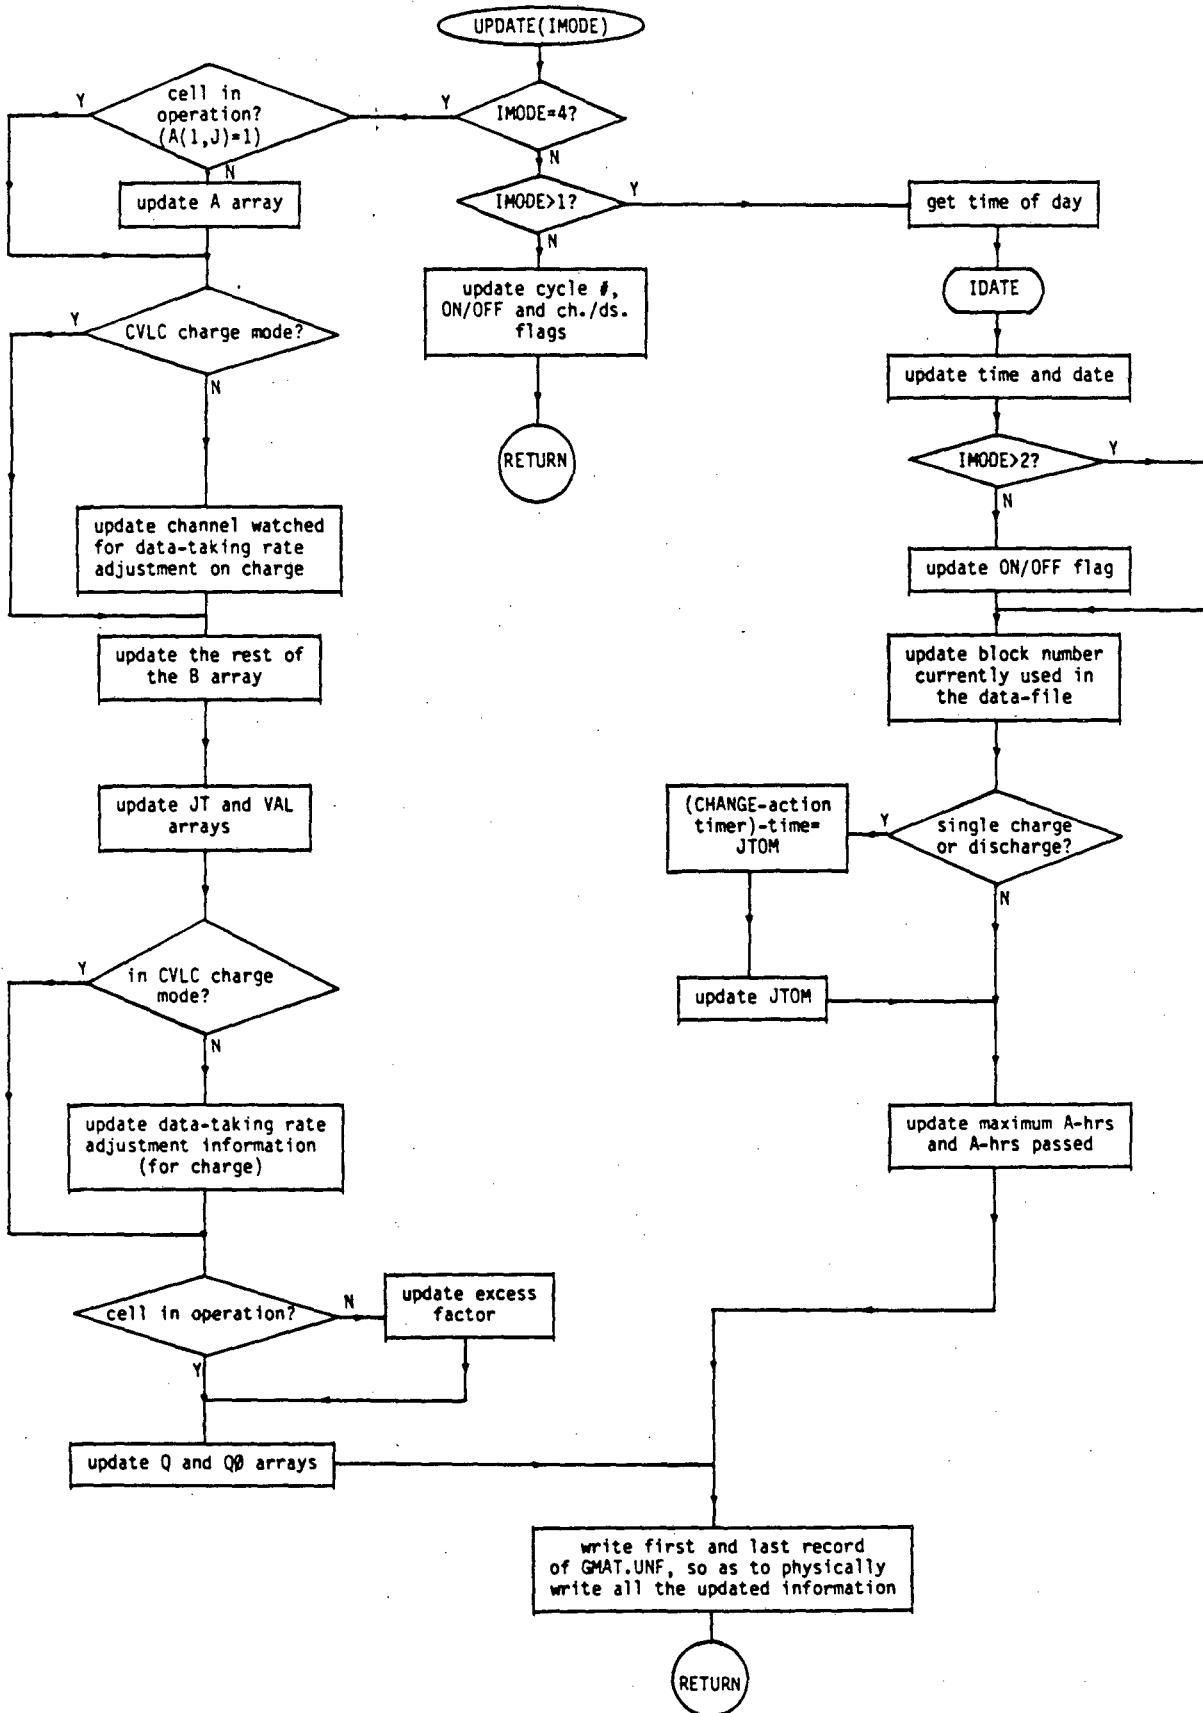 UPDATE(IMODE)
IMODE=4?
Y
N
cell in
operation?
(A(1,J)=1)
Y
N
update A array
IMODE>1?
Y
N
get time of day
update cycle #,
ON/OFF and ch./ds.
flags
RETURN
IDATE
update time and date
IMODE>2?
Y
N
update ON/OFF flag
update block number
currently used in
the data-file
single charge
or discharge?
Y
N
(CHANGE-action
timer)-time=
JTOM
update JTOM
update maximum A-hrs
and A-hrs passed
CVLC charge mode?
Y
N
update channel watched
for data-taking rate
adjustment on charge
update the rest of
the B array
update JT and VAL
arrays
in CVLC charge
mode?
Y
N
update data-taking rate
adjustment information
(for charge)
cell in operation?
N
Y
update excess
factor
update Q and QØ arrays
write first and last record
of GMAT.UNF, so as to physically
write all the updated information
RETURN